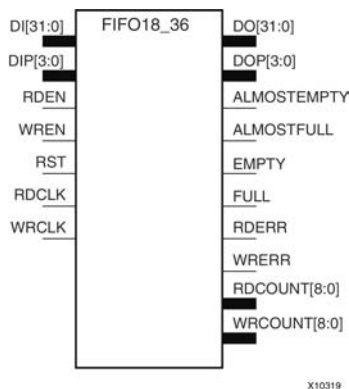 FIFO18_36
DI[31:0]
DIP[3:0]
RDEN
WREN
RST
RDCLK
WRCLK
DO[31:0]
DOP[3:0]
ALMOSTEMPTY
ALMOSTFULL
EMPTY
FULL
RDERR
WRERR
RDCOUNT[8:0]
WRCOUNT[8:0]
X10319